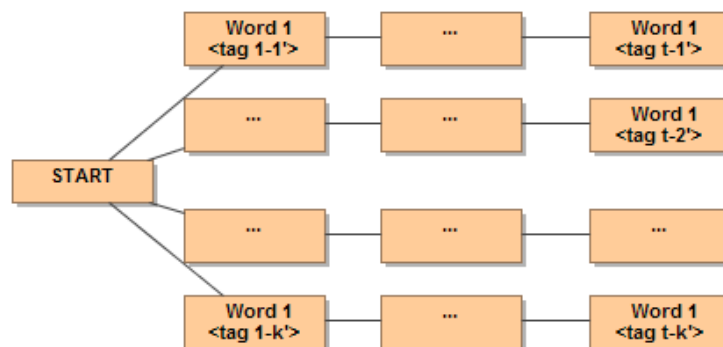 Word 1
<tag 1-1'>
...
Word 1
<tag t-1'>
...
...
Word 1
<tag t-2'>
START
...
...
...
Word 1
<tag 1-k'>
...
Word 1
<tag t-k'>